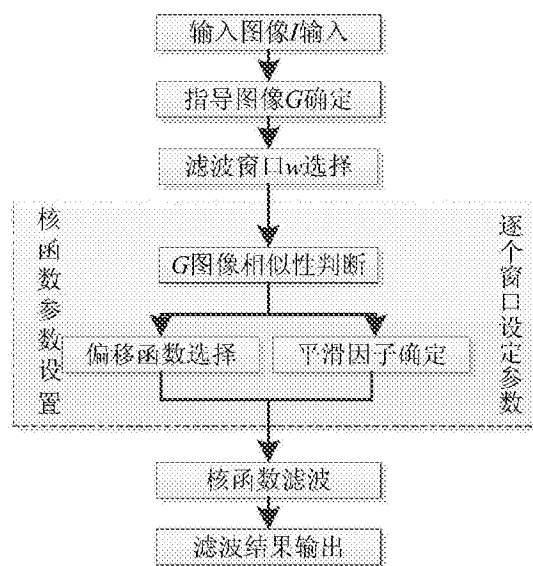 输入图像I输入
指导图像G确定
滤波窗口w选择
核函数参数设置
逐个窗口设定参数
G图像相似性判断
偏移函数选择
平滑因子确定
核函数滤波
滤波结果输出